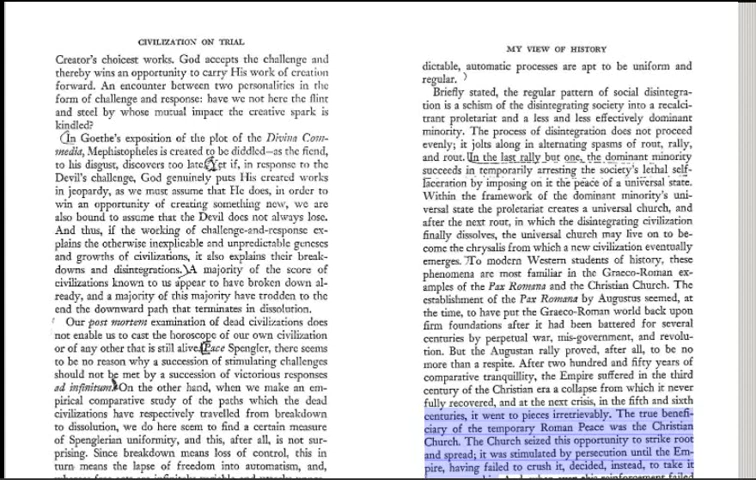 CIVILIZATION ON TRIAL
Creator's choicest works. God accepts the challenge and
thereby wins an opportunity to carry His work of creation
forward. An encounter between two personalities in the
form of challenge and response: have we not here the flint
and steel by whose mutual impact the creative spark is
kindled?
In Goethe's exposition of the plot of the Divina Com-
media, Mephistopheles is created to be diddled—as the fiend,
to his disgust, discovers too late. Yet if, in response to the
Devil's challenge, God genuinely puts His created works
in jeopardy, as we must assume that He does, in order to
win an opportunity of creating something new, we are
also bound to assume that the Devil does not always lose.
And thus, if the working of challenge-and-response ex-
plains the otherwise inexplicable and unpredictable geneses
and growths of civilizations, it also explains their break-
downs and disintegrations. A majority of the score of
civilizations known to us appear to have broken down al-
ready, and a majority of this majority have trodden to the
end the downward path that terminates in dissolution.
Our post mortem examination of dead civilizations does
not enable us to cast the horoscope of our own civilization
or of any other that is still alive. Pace Spengler, there seems
to be no reason why a succession of stimulating challenges
should not be met by a succession of victorious responses
ad infinitum. On the other hand, when we make an em-
pirical comparative study of the paths which the dead
civilizations have respectively travelled from breakdown
to dissolution, we do here seem to find a certain measure
of Spenglerian uniformity, and this, after all, is not sur-
prising. Since breakdown means loss of control, this in
turn means the lapse of freedom into automatism, and,
MY VIEW OF HISTORY
dictable, automatic processes are apt to be uniform and
regular.
Briefly stated, the regular pattern of social disintegra-
tion is a schism of the disintegrating society into a recalci-
trant proletariat and a less and less effectively dominant
minority. The process of disintegration does not proceed
evenly; it jolts along in alternating spasms of rout, rally,
and rout. In the last rally but one, the dominant minority
succeeds in temporarily arresting the society's lethal self-
laceration by imposing on it the peace of a universal state.
Within the framework of the dominant minority's uni-
versal state the proletariat creates a universal church, and
after the next rout, in which the disintegrating civilization
finally dissolves, the universal church may live on to be-
come the chrysalis from which a new civilization eventually
emerges. To modern Western students of history, these
phenomena are most familiar in the Graeco-Roman ex-
amples of the Pax Romana and the Christian Church. The
establishment of the Pax Romana by Augustus seemed, at
the time, to have put the Graeco-Roman world back upon
firm foundations after it had been battered for several
centuries by perpetual war, mis-government, and revolu-
tion. But the Augustan rally proved, after all, to be no
more than a respite. After two hundred and fifty years of
comparative tranquillity, the Empire suffered in the third
century of the Christian era a collapse from which it never
fully recovered, and at the next crisis, in the fifth and sixth
centuries, it went to pieces irretrievably. The true benefi-
ciary of the temporary Roman Peace was the Christian
Church. The Church seized this opportunity to strike root
and spread; it was stimulated by persecution until the Em-
pire, having failed to crush it, decided, instead, to take it